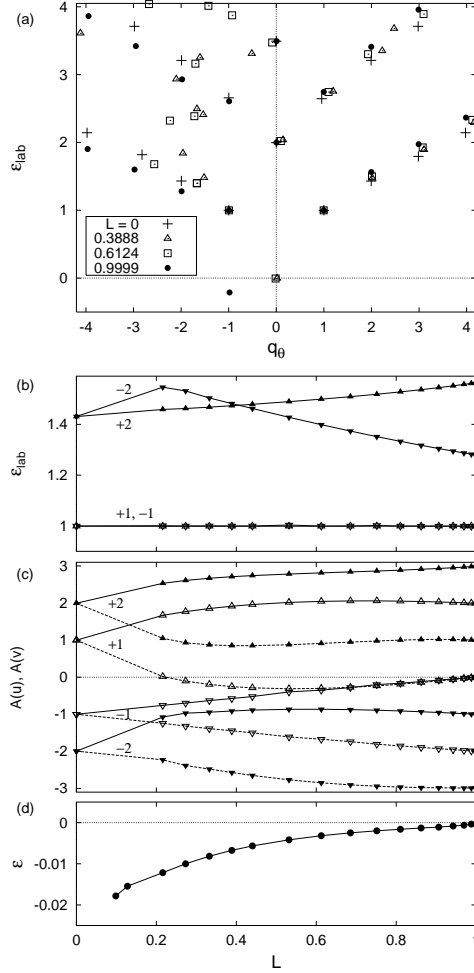 (a)
4
3
2
1
0
ε_lab
L = 0
0.3888
0.6124
0.9999
-4 -3 -2 -1 0 1 2 3 4
q_θ
(b)
1.4
1.2
1
ε_lab
-2
+2
+1, -1
(c)
3
2
1
0
-1
-2
-3
A(u), A(v)
+2
+1
-1
-2
(d)
0
-0.01
-0.02
ε
0 0.2 0.4 0.6 0.8 1
L